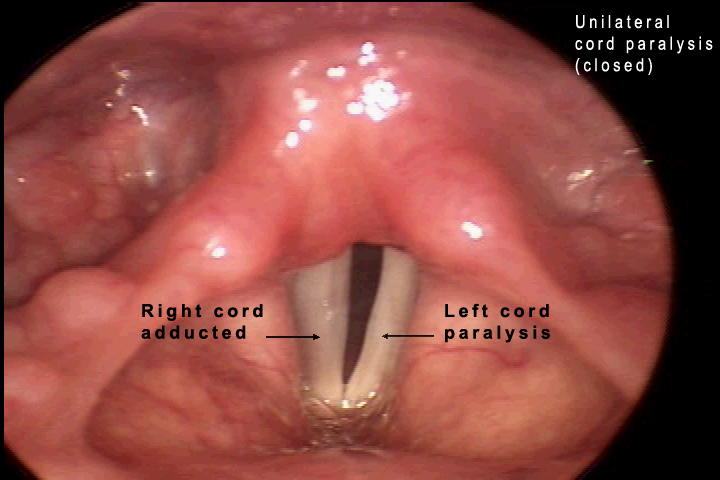 Unilateral
cord paralysis
(closed)
Right cord
adducted
Left cord
paralysis